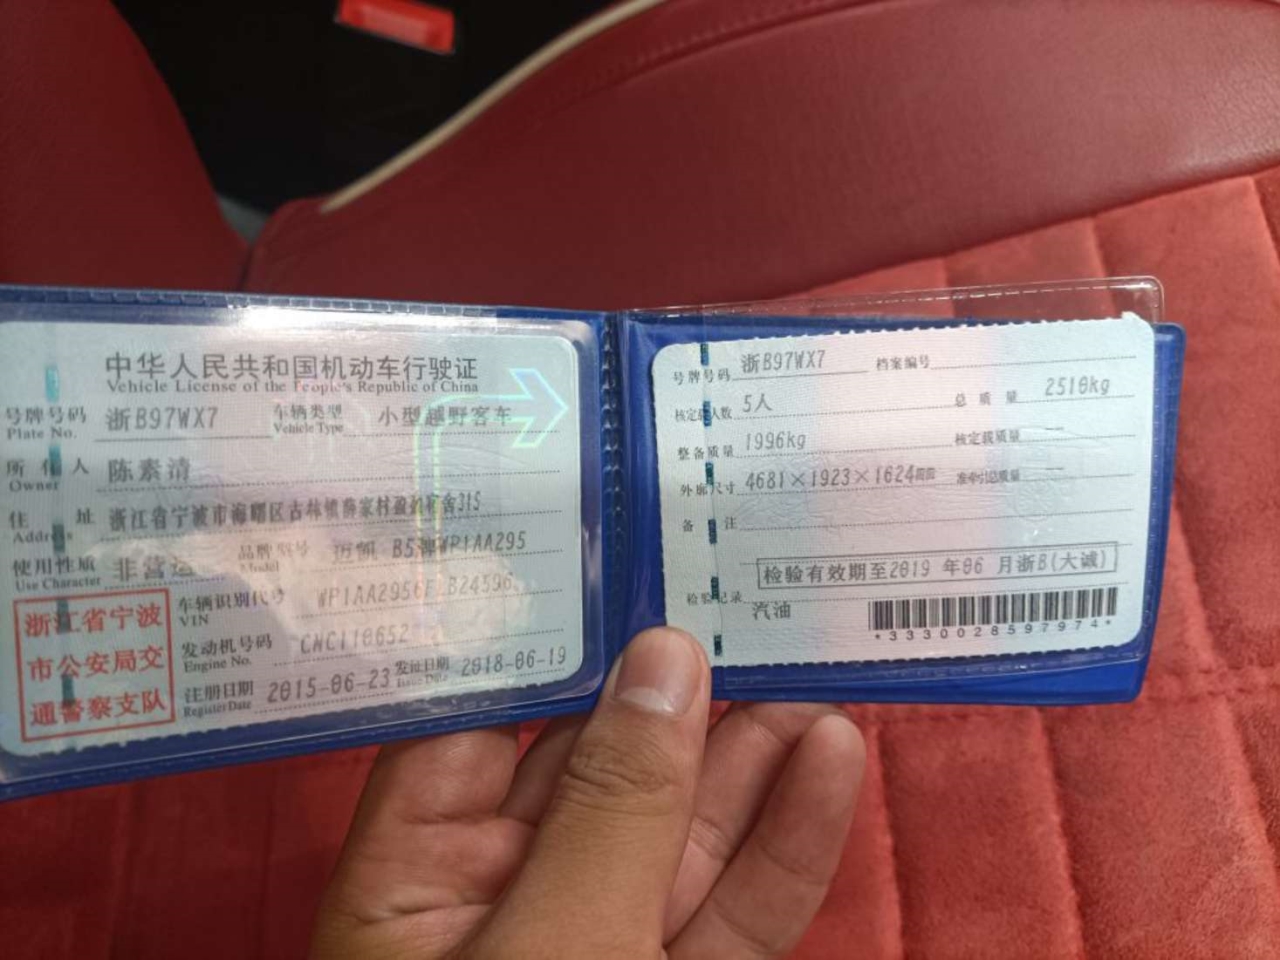 中华人民共和国机动车行驶证
Vehicle License of the People's Republic of China
号牌号码 浙B97WX7 车辆类型 小型越野客车
Plate No. Vehicle Type
所有人 陈素清
Owner
住址 浙江省宁波市海曙区古林镇 315
Address
使用性质 非营运 品牌型号 WP1AA295
Use Character Model
车辆识别代号
VIN
发动机号码 CNC110652
Engine No.
注册日期 2015-06-23 发证日期 2018-06-19
Register Date Issue Date
浙江省宁波
市公安局交
通警察支队
号牌号码 浙B97WX7 档案编号
核定载人数 5人 总质量 2510kg
整备质量 1996kg 核定载质量
外廓尺寸 4681×1923×1624 准牵引总质量
备注
检验有效期至2019年06月浙B(大诚)
检验记录
汽油
*3330028597974*